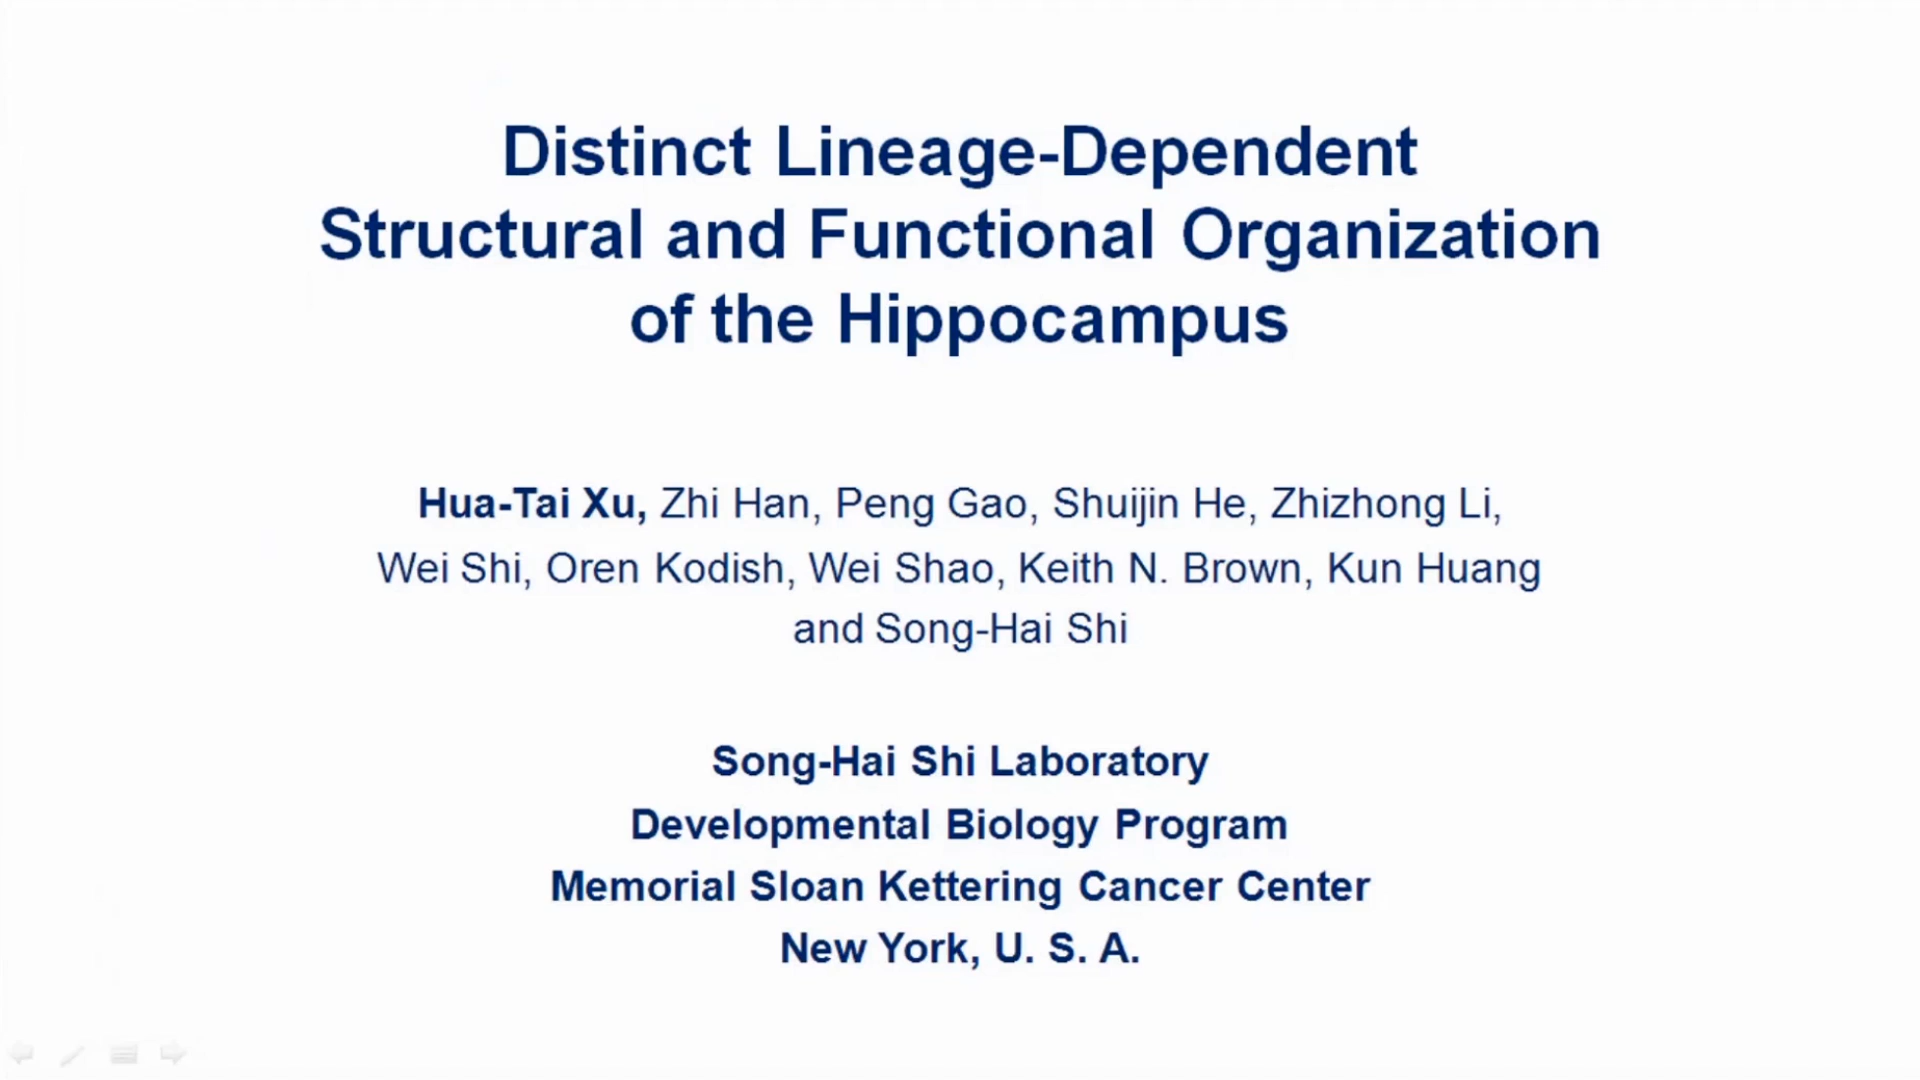 Distinct Lineage-Dependent
Structural and Functional Organization
of the Hippocampus
Hua-Tai Xu, Zhi Han, Peng Gao, Shuijin He, Zhizhong Li,
Wei Shi, Oren Kodish, Wei Shao, Keith N. Brown, Kun Huang
and Song-Hai Shi
Song-Hai Shi Laboratory
Developmental Biology Program
Memorial Sloan Kettering Cancer Center
New York, U. S. A.